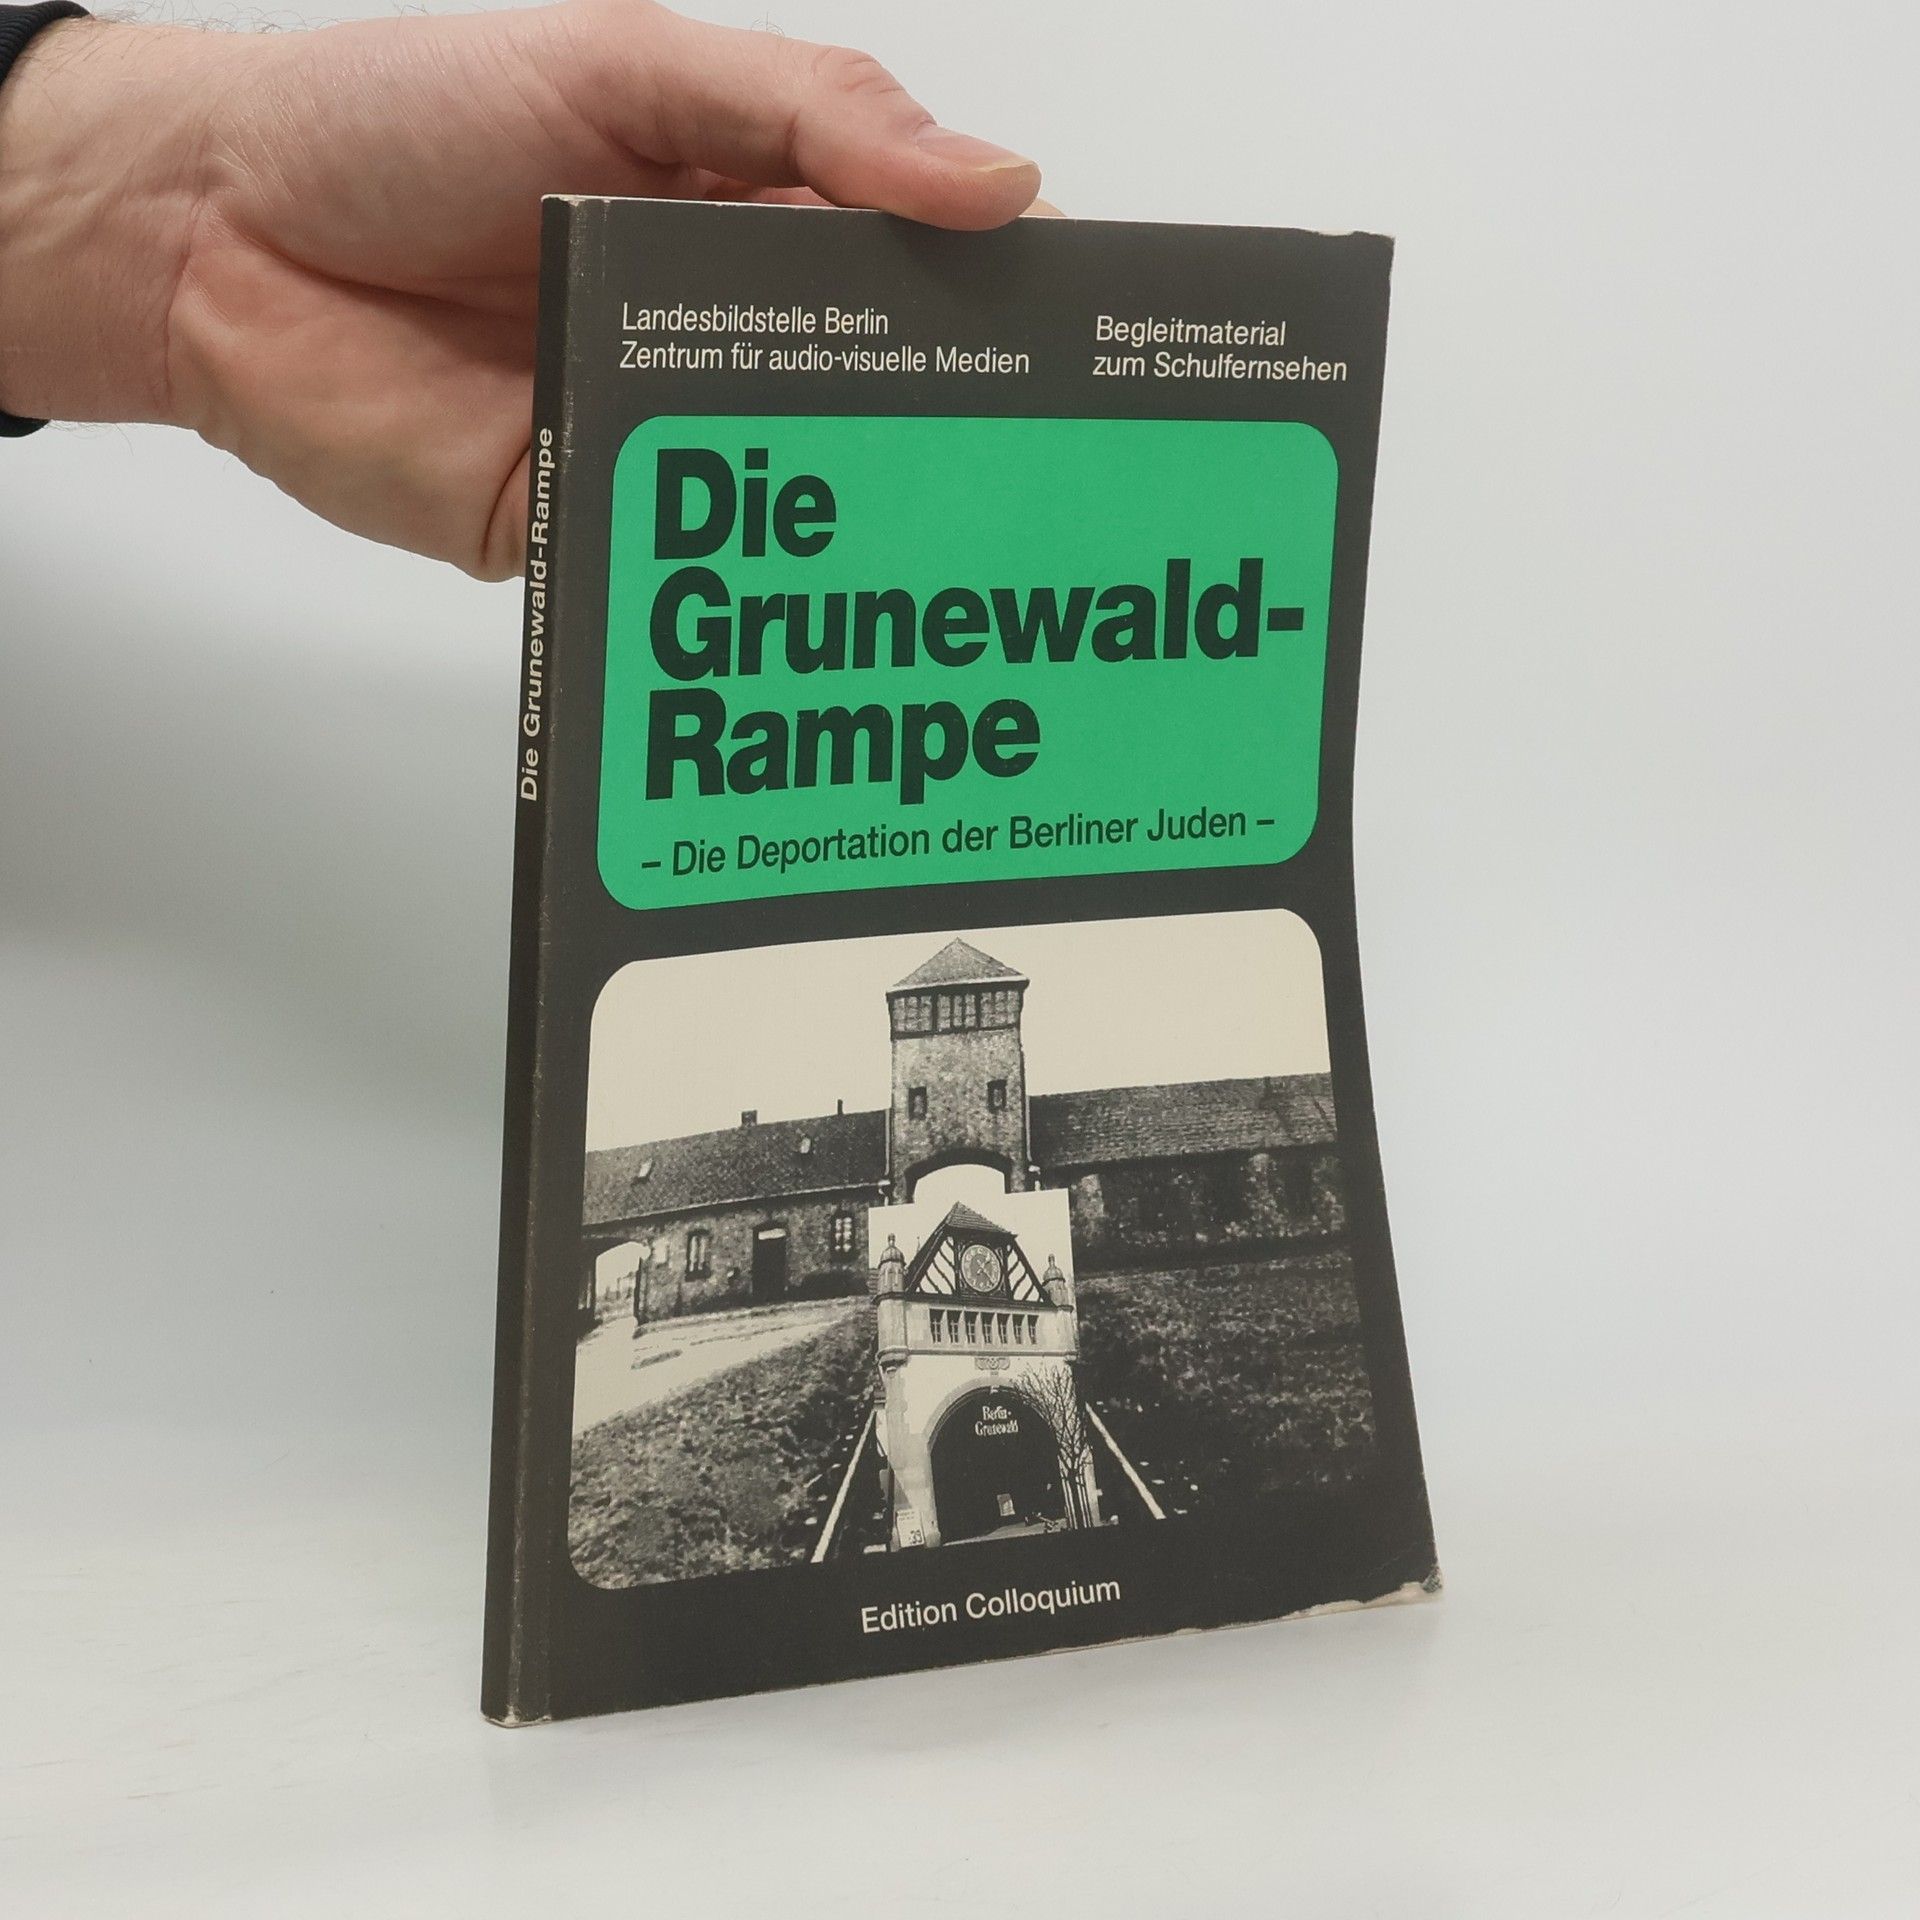 Landesbildstelle Berlin
Zentrum für audio-visuelle Medien
Begleitmaterial
zum Schulfernsehen
Die
Grunewald-
Rampe
– Die Deportation der Berliner Juden –
Berlin-
Grunewald
Edition Colloquium
Die Grunewald-Rampe